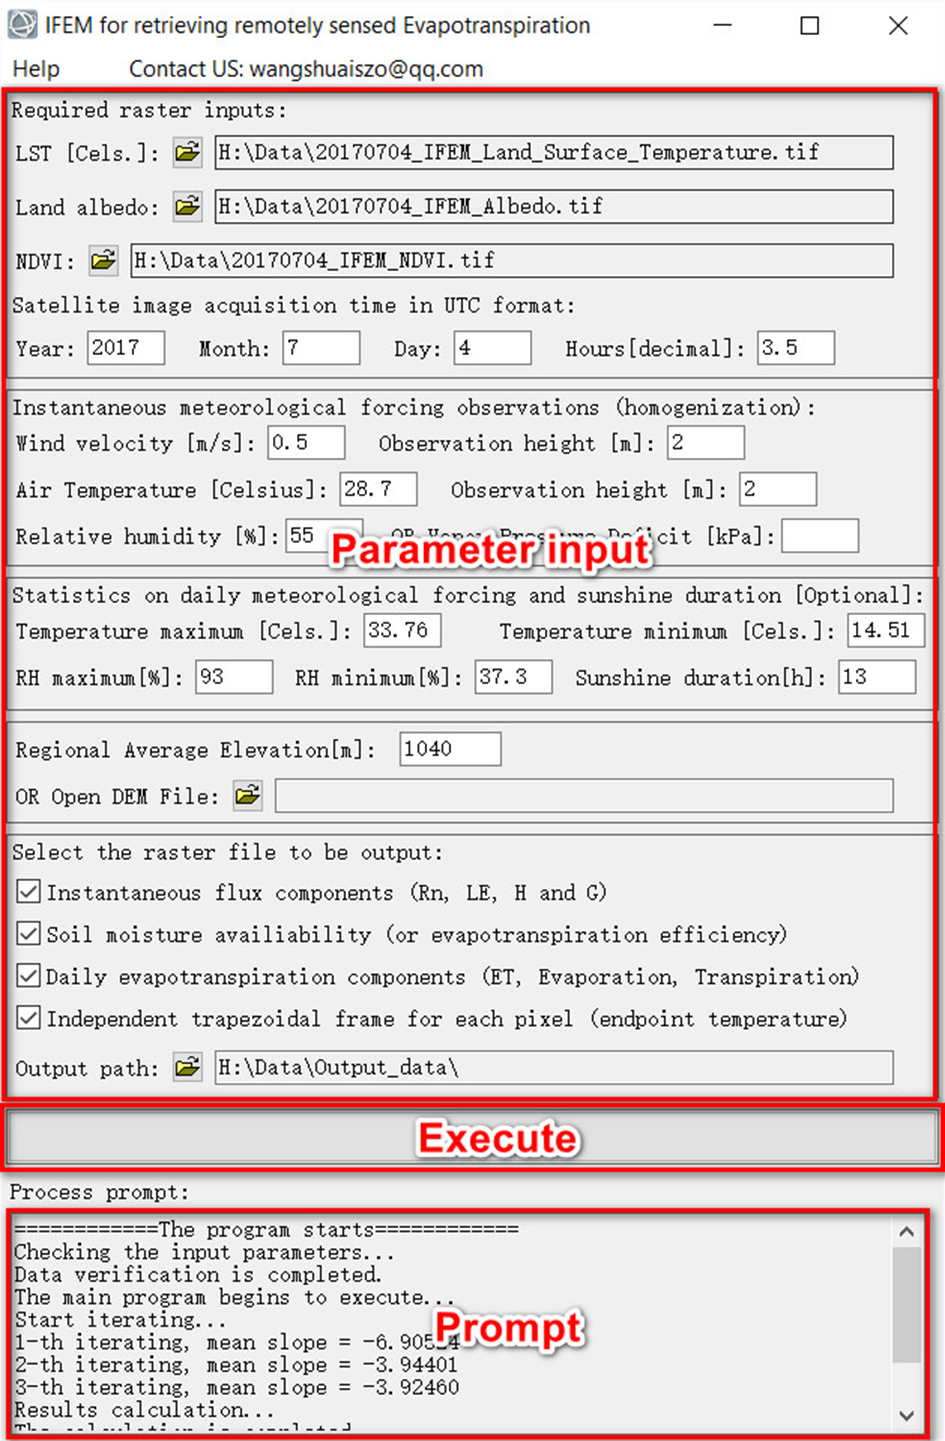 IFEM for retrieving remotely sensed Evapotranspiration
Help Contact US: wangshuaiszo@qq.com
Required raster inputs:
LST [Cels.]: H:\Data\20170704_IFEM_Land_Surface_Temperature.tif
Land albedo: H:\Data\20170704_IFEM_Albedo.tif
NDVI: H:\Data\20170704_IFEM_NDVI.tif
Satellite image acquisition time in UTC format:
Year: 2017 Month: 7 Day: 4 Hours[decimal]: 3.5
Instantaneous meteorological forcing observations (homogenization):
Wind velocity [m/s]: 0.5 Observation height [m]: 2
Air Temperature [Celsius]: 28.7 Observation height [m]: 2
Relative humidity [%]: 55 [kPa]:
Parameter input
Statistics on daily meteorological forcing and sunshine duration [Optional]:
Temperature maximum [Cels.]: 33.76 Temperature minimum [Cels.]: 14.51
RH maximum[%]: 93 RH minimum[%]: 37.3 Sunshine duration[h]: 13
Regional Average Elevation[m]: 1040
OR Open DEM File:
Select the raster file to be output:
Instantaneous flux components (Rn, LE, H and G)
Soil moisture availiability (or evapotranspiration efficiency)
Daily evapotranspiration components (ET, Evaporation, Transpiration)
Independent trapezoidal frame for each pixel (endpoint temperature)
Output path: H:\Data\Output_data\
Execute
Process prompt:
============The program starts============
Checking the input parameters...
Data verification is completed.
The main program begins to execute...
Start iterating...
Prompt
1-th iterating, mean slope =
2-th iterating, mean slope = -3.94401
3-th iterating, mean slope = -3.92460
Results calculation...